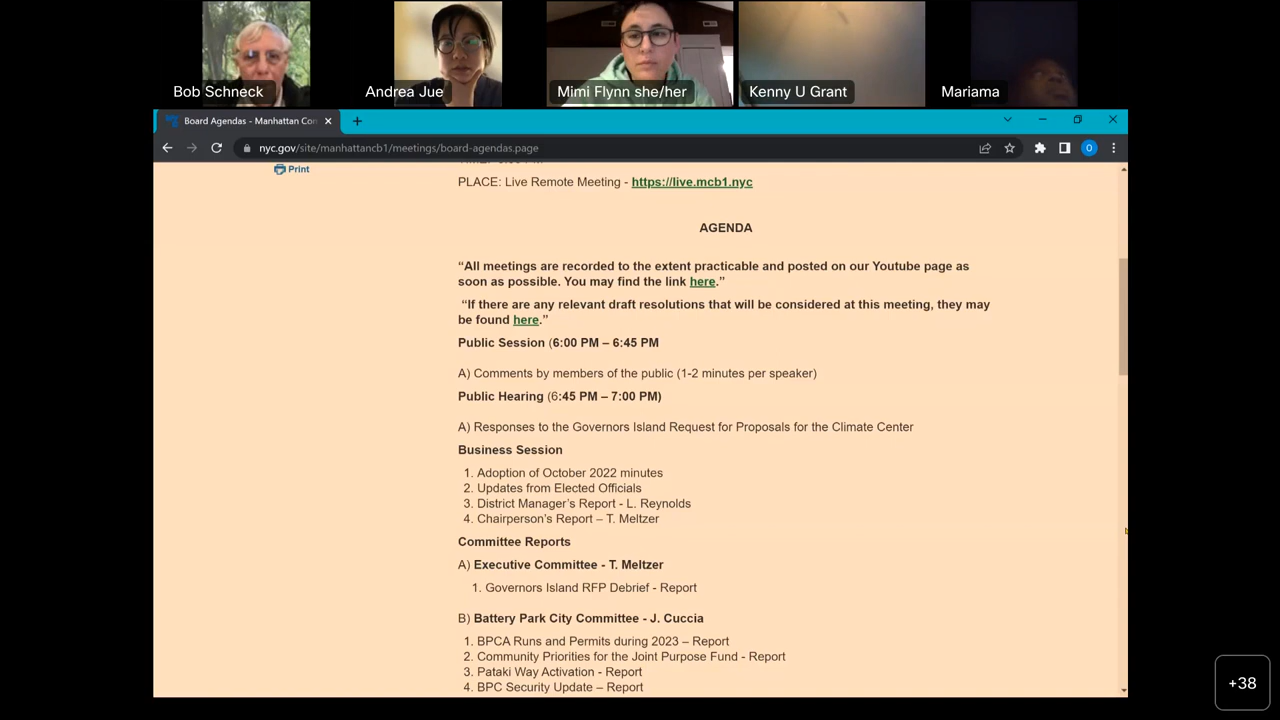 Bob Schneck
Andrea Jue
Mimi Flynn she/her
Kenny U Grant
Mariama
Board Agendas - Manhattan Con
nyc.gov/site/manhattancb1/meetings/board-agendas.page
O
Print
PLACE: Live Remote Meeting - https://live.mcb1.nyc
AGENDA
“All meetings are recorded to the extent practicable and posted on our Youtube page as
soon as possible. You may find the link here.”
“If there are any relevant draft resolutions that will be considered at this meeting, they may
be found here.”
Public Session (6:00 PM – 6:45 PM
A) Comments by members of the public (1-2 minutes per speaker)
Public Hearing (6:45 PM – 7:00 PM)
A) Responses to the Governors Island Request for Proposals for the Climate Center
Business Session
1. Adoption of October 2022 minutes
2. Updates from Elected Officials
3. District Manager’s Report - L. Reynolds
4. Chairperson’s Report – T. Meltzer
Committee Reports
A) Executive Committee - T. Meltzer
1. Governors Island RFP Debrief - Report
B) Battery Park City Committee - J. Cuccia
1. BPCA Runs and Permits during 2023 – Report
2. Community Priorities for the Joint Purpose Fund - Report
3. Pataki Way Activation - Report
4. BPC Security Update – Report
+38